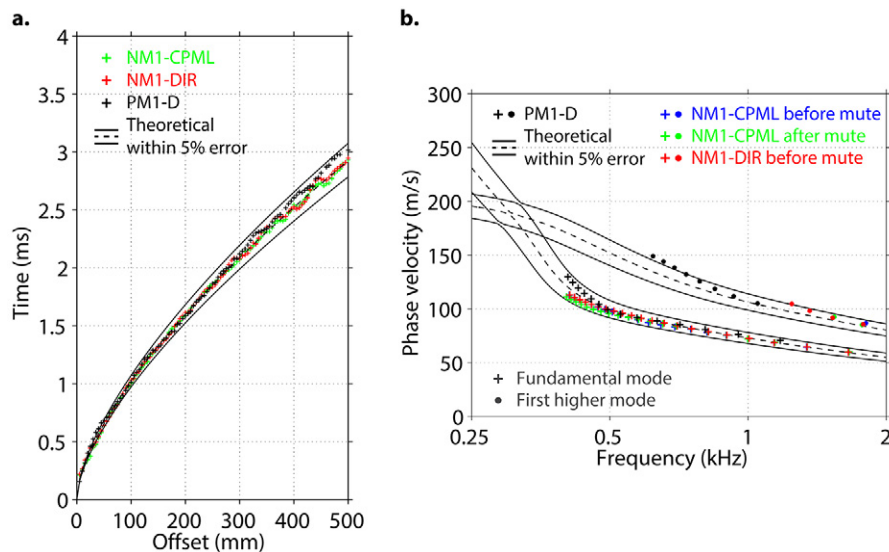 a.
4
3.5
3
2.5
2
1.5
1
0.5
0
Time (ms)
NM1-CPML
NM1-DIR
PM1-D
Theoretical
within 5% error
0 100 200 300 400 500
Offset (mm)
b.
300
250
200
150
100
50
0
Phase velocity (m/s)
PM1-D
Theoretical
within 5% error
NM1-CPML before mute
NM1-CPML after mute
NM1-DIR before mute
Fundamental mode
First higher mode
0.25 0.5 1 2
Frequency (kHz)